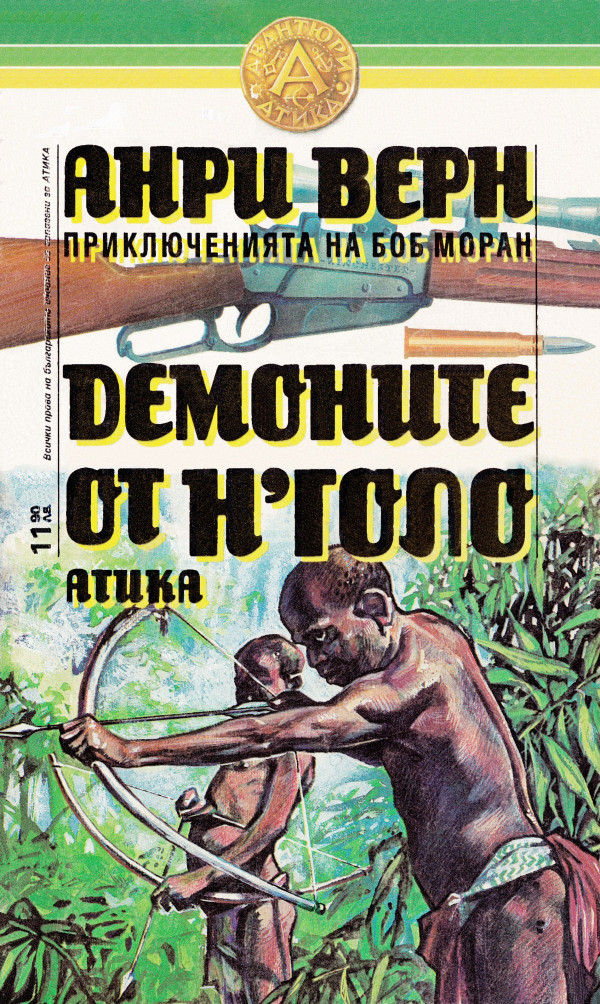 АВАНТЮРИ
А
АТИКА
АНРИ ВЕРН
ПРИКЛЮЧЕНИЯТА НА БОБ МОРАН
WINCHESTER
ДЕМОНИТЕ
ОТ Н'ГОЛО
АТИКА
Всички права на българското издание са запазени за АТИКА
11 90 лв.